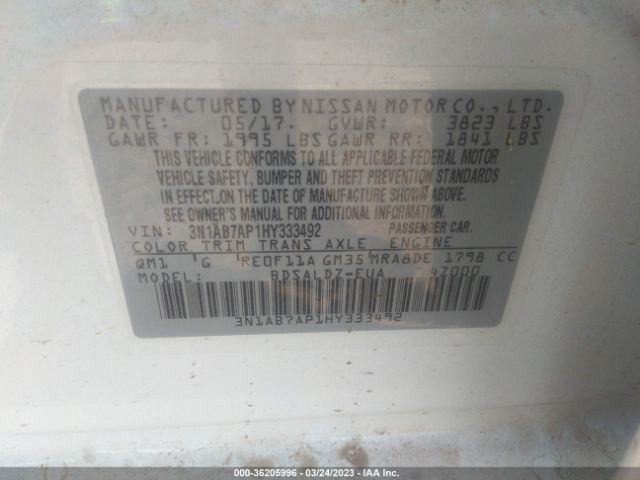 MANUFACTURED BY NISSAN MOTOR CO., LTD.
DATE: 05/17. GVWR: 3823 LBS
GAWR FR: 1995 LBS GAWR RR: 1841 LBS
THIS VEHICLE CONFORMS TO ALL APPLICABLE FEDERAL MOTOR
VEHICLE SAFETY, BUMPER AND THEFT PREVENTION STANDARDS
IN EFFECT ON THE DATE OF MANUFACTURE SHOWN ABOVE.
SEE OWNER'S MANUAL FOR ADDITIONAL INFORMATION.
VIN: 3N1AB7AP1HY333492 PASSENGER CAR.
COLOR TRIM TRANS AXLE ENGINE
QM1 'G 'RE0F11A GM35 MRA8DE 1798 CC
MODEL: BDSALDZ-EUA 4Z000
3N1AB7AP1HY333492
000-36205996 - 03/24/2023 - IAA Inc.